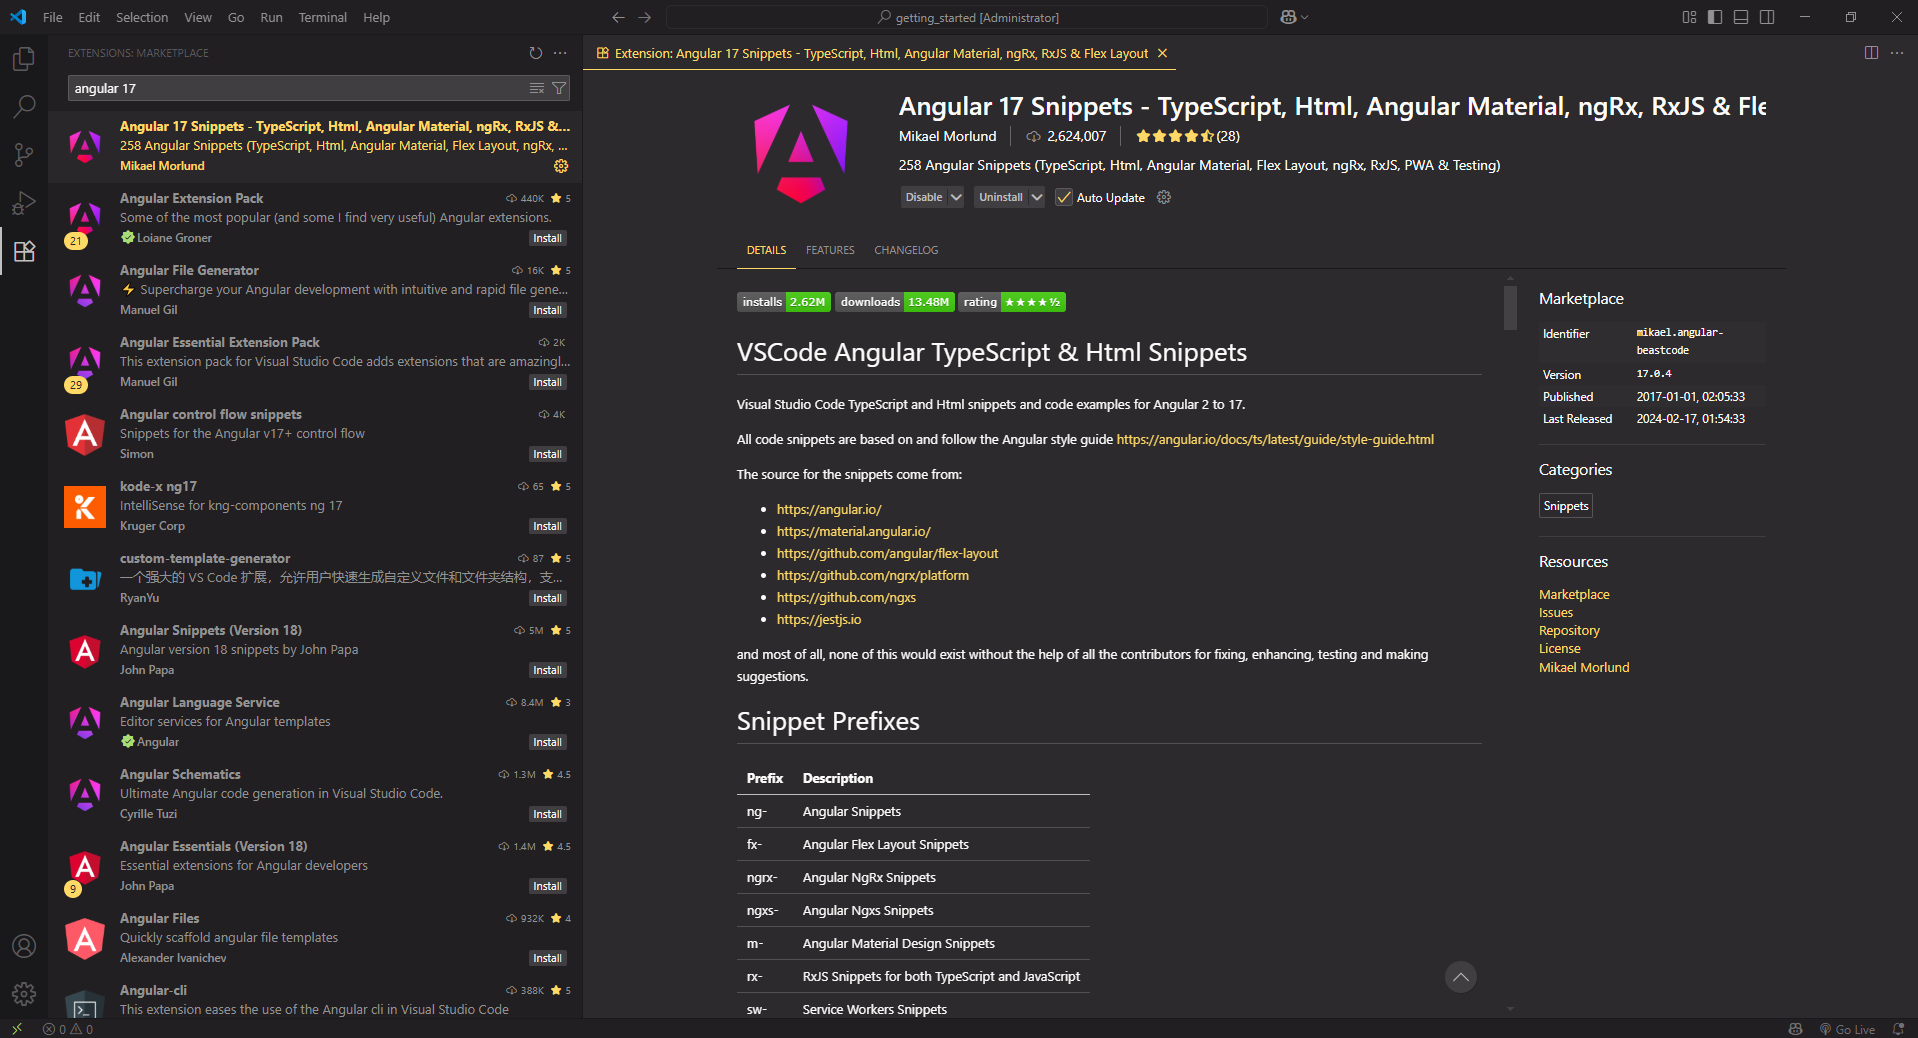 File Edit Selection View Go Run Terminal Help
getting_started [Administrator]
EXTENSIONS: MARKETPLACE
angular 17
Angular 17 Snippets - TypeScript, Html, Angular Material, ngRx, RxJS &...
258 Angular Snippets (TypeScript, Html, Angular Material, Flex Layout, ngRx, ...
Mikael Morlund
Angular Extension Pack 440K 5
Some of the most popular (and some I find very useful) Angular extensions.
21
Loiane Groner Install
Angular File Generator 16K 5
⚡ Supercharge your Angular development with intuitive and rapid file gene...
Manuel Gil Install
Angular Essential Extension Pack 2K
This extension pack for Visual Studio Code adds extensions that are amazingl...
29
Manuel Gil Install
Angular control flow snippets 4K
Snippets for the Angular v17+ control flow
Simon Install
kode-x ng17 65 5
IntelliSense for kng-components ng 17
Kruger Corp Install
custom-template-generator 87 5
一个强大的 VS Code 扩展，允许用户快速生成自定义文件和文件夹结构，支...
RyanYu Install
Angular Snippets (Version 18) 5M 5
Angular version 18 snippets by John Papa
John Papa Install
Angular Language Service 8.4M 3
Editor services for Angular templates
Angular Install
Angular Schematics 1.3M 4.5
Ultimate Angular code generation in Visual Studio Code.
Cyrille Tuzi Install
Angular Essentials (Version 18) 1.4M 4.5
Essential extensions for Angular developers
9
John Papa Install
Angular Files 932K 4
Quickly scaffold angular file templates
Alexander Ivanichev Install
Angular-cli 388K 5
This extension eases the use of the Angular cli in Visual Studio Code
Extension: Angular 17 Snippets - TypeScript, Html, Angular Material, ngRx, RxJS & Flex Layout
Angular 17 Snippets - TypeScript, Html, Angular Material, ngRx, RxJS & Fle
Mikael Morlund 2,624,007 (28)
258 Angular Snippets (TypeScript, Html, Angular Material, Flex Layout, ngRx, RxJS, PWA & Testing)
Disable Uninstall Auto Update
DETAILS FEATURES CHANGELOG
installs 2.62M downloads 13.48M rating ★★★★½
VSCode Angular TypeScript & Html Snippets
Visual Studio Code TypeScript and Html snippets and code examples for Angular 2 to 17.
All code snippets are based on and follow the Angular style guide https://angular.io/docs/ts/latest/guide/style-guide.html
The source for the snippets come from:
• https://angular.io/
• https://material.angular.io/
• https://github.com/angular/flex-layout
• https://github.com/ngrx/platform
• https://github.com/ngxs
• https://jestjs.io
and most of all, none of this would exist without the help of all the contributors for fixing, enhancing, testing and making
suggestions.
Snippet Prefixes
Prefix Description
ng- Angular Snippets
fx- Angular Flex Layout Snippets
ngrx- Angular NgRx Snippets
ngxs- Angular Ngxs Snippets
m- Angular Material Design Snippets
rx- RxJS Snippets for both TypeScript and JavaScript
sw- Service Workers Snippets
Marketplace
Identifier mikael.angular-
beastcode
Version 17.0.4
Published 2017-01-01, 02:05:33
Last Released 2024-02-17, 01:54:33
Categories
Snippets
Resources
Marketplace
Issues
Repository
License
Mikael Morlund
0 0
Go Live